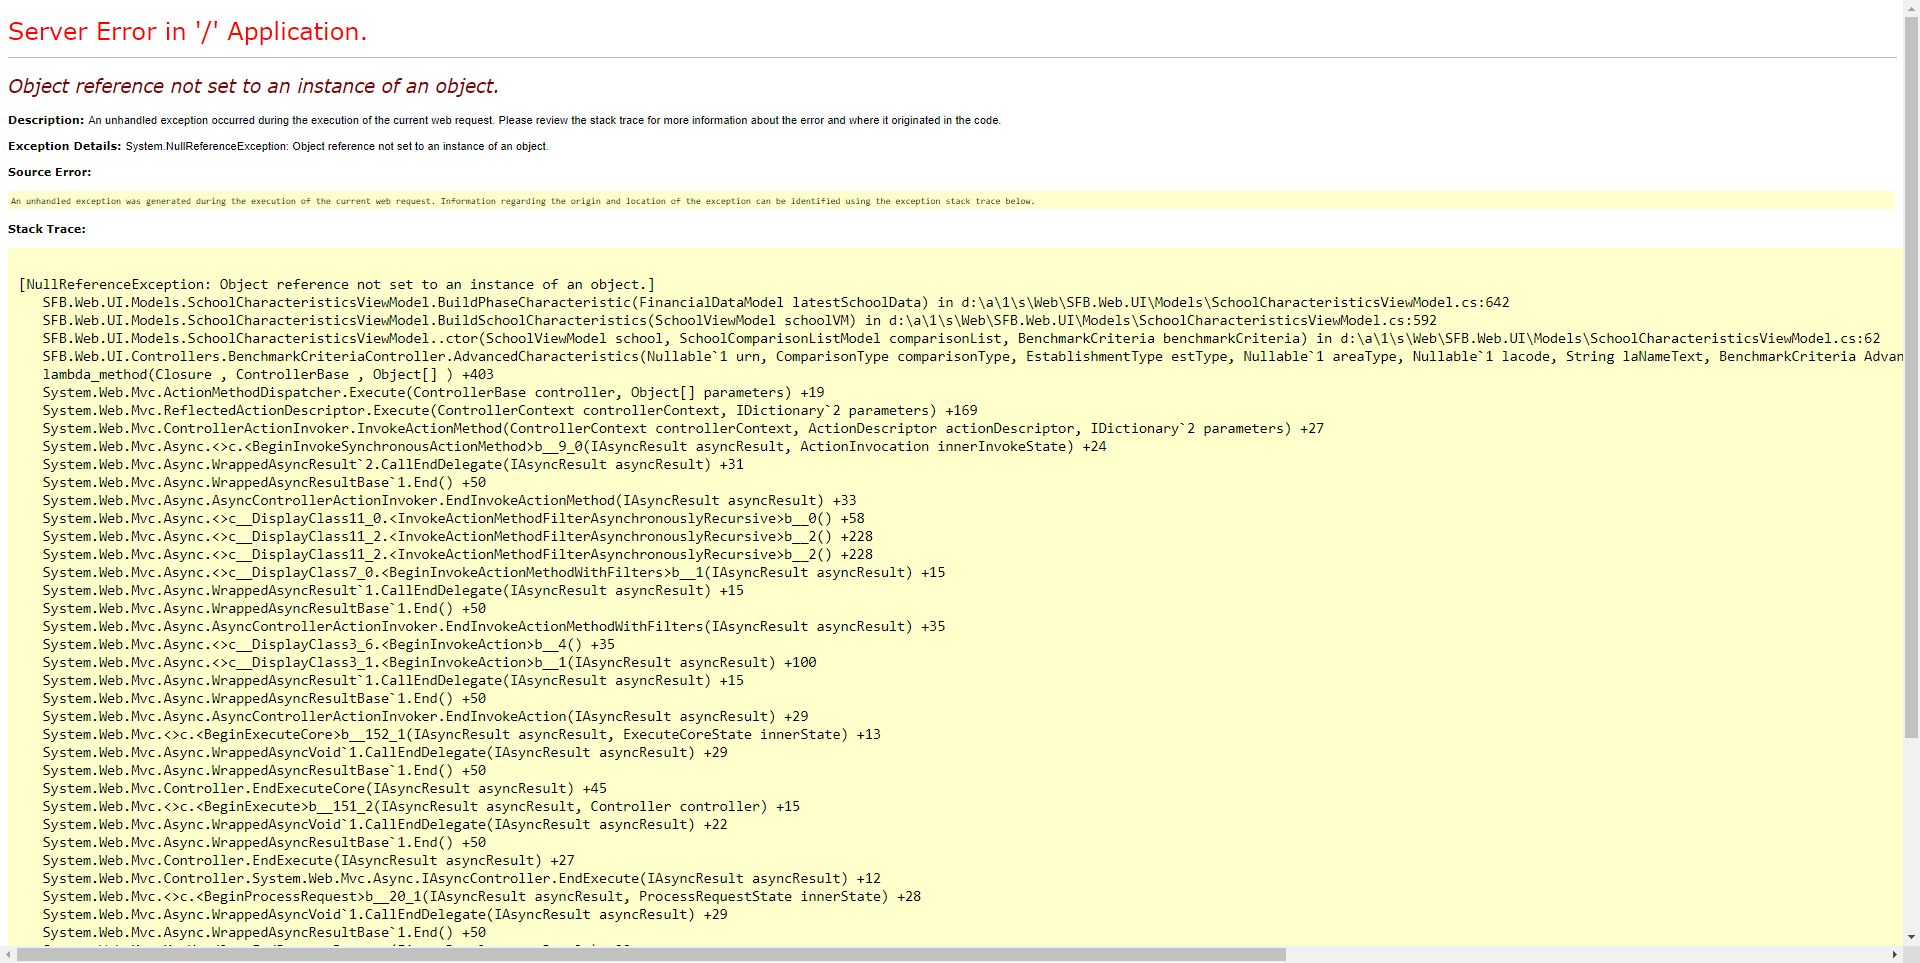 Server Error in '/' Application.
Object reference not set to an instance of an object.
Description: An unhandled exception occurred during the execution of the current web request. Please review the stack trace for more information about the error and where it originated in the code.
Exception Details: System.NullReferenceException: Object reference not set to an instance of an object.
Source Error:
An unhandled exception was generated during the execution of the current web request. Information regarding the origin and location of the exception can be identified using the exception stack trace below.
Stack Trace:
[NullReferenceException: Object reference not set to an instance of an object.]
SFB.Web.UI.Models.SchoolCharacteristicsViewModel.BuildPhaseCharacteristic(FinancialDataModel latestSchoolData) in d:\a\1\s\Web\SFB.Web.UI\Models\SchoolCharacteristicsViewModel.cs:642
SFB.Web.UI.Models.SchoolCharacteristicsViewModel.BuildSchoolCharacteristics(SchoolViewModel schoolVM) in d:\a\1\s\Web\SFB.Web.UI\Models\SchoolCharacteristicsViewModel.cs:592
SFB.Web.UI.Models.SchoolCharacteristicsViewModel..ctor(SchoolViewModel school, SchoolComparisonListModel comparisonList, BenchmarkCriteria benchmarkCriteria) in d:\a\1\s\Web\SFB.Web.UI\Models\SchoolCharacteristicsViewModel.cs:62
SFB.Web.UI.Controllers.BenchmarkCriteriaController.AdvancedCharacteristics(Nullable`1 urn, ComparisonType comparisonType, EstablishmentType estType, Nullable`1 areaType, Nullable`1 lacode, String laNameText, BenchmarkCriteria Advan
lambda_method(Closure , ControllerBase , Object[] ) +403
System.Web.Mvc.ActionMethodDispatcher.Execute(ControllerBase controller, Object[] parameters) +19
System.Web.Mvc.ReflectedActionDescriptor.Execute(ControllerContext controllerContext, IDictionary`2 parameters) +169
System.Web.Mvc.ControllerActionInvoker.InvokeActionMethod(ControllerContext controllerContext, ActionDescriptor actionDescriptor, IDictionary`2 parameters) +27
System.Web.Mvc.Async.<>c.<BeginInvokeSynchronousActionMethod>b__9_0(IAsyncResult asyncResult, ActionInvocation innerInvokeState) +24
System.Web.Mvc.Async.WrappedAsyncResult`2.CallEndDelegate(IAsyncResult asyncResult) +31
System.Web.Mvc.Async.WrappedAsyncResultBase`1.End() +50
System.Web.Mvc.Async.AsyncControllerActionInvoker.EndInvokeActionMethod(IAsyncResult asyncResult) +33
System.Web.Mvc.Async.<>c__DisplayClass11_0.<InvokeActionMethodFilterAsynchronouslyRecursive>b__0() +58
System.Web.Mvc.Async.<>c__DisplayClass11_2.<InvokeActionMethodFilterAsynchronouslyRecursive>b__2() +228
System.Web.Mvc.Async.<>c__DisplayClass11_2.<InvokeActionMethodFilterAsynchronouslyRecursive>b__2() +228
System.Web.Mvc.Async.<>c__DisplayClass7_0.<BeginInvokeActionMethodWithFilters>b__1(IAsyncResult asyncResult) +15
System.Web.Mvc.Async.WrappedAsyncResult`1.CallEndDelegate(IAsyncResult asyncResult) +15
System.Web.Mvc.Async.WrappedAsyncResultBase`1.End() +50
System.Web.Mvc.Async.AsyncControllerActionInvoker.EndInvokeActionMethodWithFilters(IAsyncResult asyncResult) +35
System.Web.Mvc.Async.<>c__DisplayClass3_6.<BeginInvokeAction>b__4() +35
System.Web.Mvc.Async.<>c__DisplayClass3_1.<BeginInvokeAction>b__1(IAsyncResult asyncResult) +100
System.Web.Mvc.Async.WrappedAsyncResult`1.CallEndDelegate(IAsyncResult asyncResult) +15
System.Web.Mvc.Async.WrappedAsyncResultBase`1.End() +50
System.Web.Mvc.Async.AsyncControllerActionInvoker.EndInvokeAction(IAsyncResult asyncResult) +29
System.Web.Mvc.<>c.<BeginExecuteCore>b__152_1(IAsyncResult asyncResult, ExecuteCoreState innerState) +13
System.Web.Mvc.Async.WrappedAsyncVoid`1.CallEndDelegate(IAsyncResult asyncResult) +29
System.Web.Mvc.Async.WrappedAsyncResultBase`1.End() +50
System.Web.Mvc.Controller.EndExecuteCore(IAsyncResult asyncResult) +45
System.Web.Mvc.<>c.<BeginExecute>b__151_2(IAsyncResult asyncResult, Controller controller) +15
System.Web.Mvc.Async.WrappedAsyncVoid`1.CallEndDelegate(IAsyncResult asyncResult) +22
System.Web.Mvc.Async.WrappedAsyncResultBase`1.End() +50
System.Web.Mvc.Controller.EndExecute(IAsyncResult asyncResult) +27
System.Web.Mvc.Controller.System.Web.Mvc.Async.IAsyncController.EndExecute(IAsyncResult asyncResult) +12
System.Web.Mvc.<>c.<BeginProcessRequest>b__20_1(IAsyncResult asyncResult, ProcessRequestState innerState) +28
System.Web.Mvc.Async.WrappedAsyncVoid`1.CallEndDelegate(IAsyncResult asyncResult) +29
System.Web.Mvc.Async.WrappedAsyncResultBase`1.End() +50